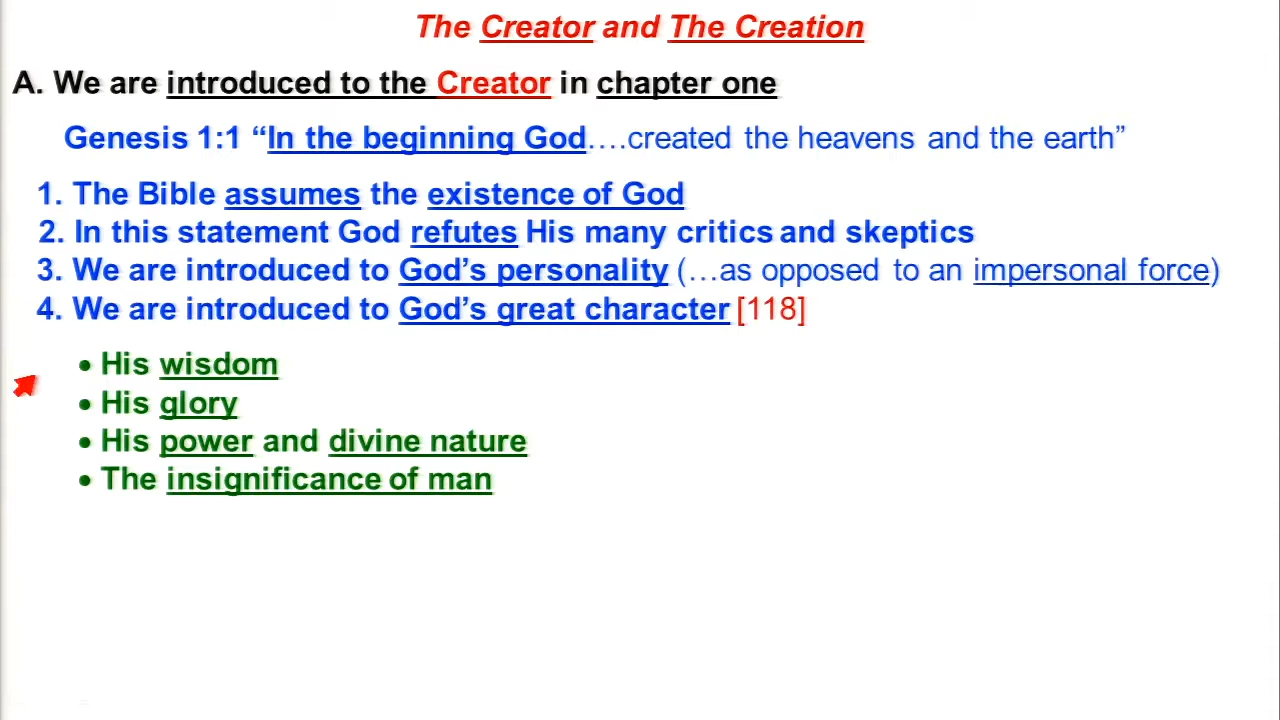 The Creator and The Creation
A. We are introduced to the Creator in chapter one
Genesis 1:1 “In the beginning God….created the heavens and the earth”
1. The Bible assumes the existence of God
2. In this statement God refutes His many critics and skeptics
3. We are introduced to God’s personality (…as opposed to an impersonal force)
4. We are introduced to God’s great character [118]
• His wisdom
• His glory
• His power and divine nature
• The insignificance of man